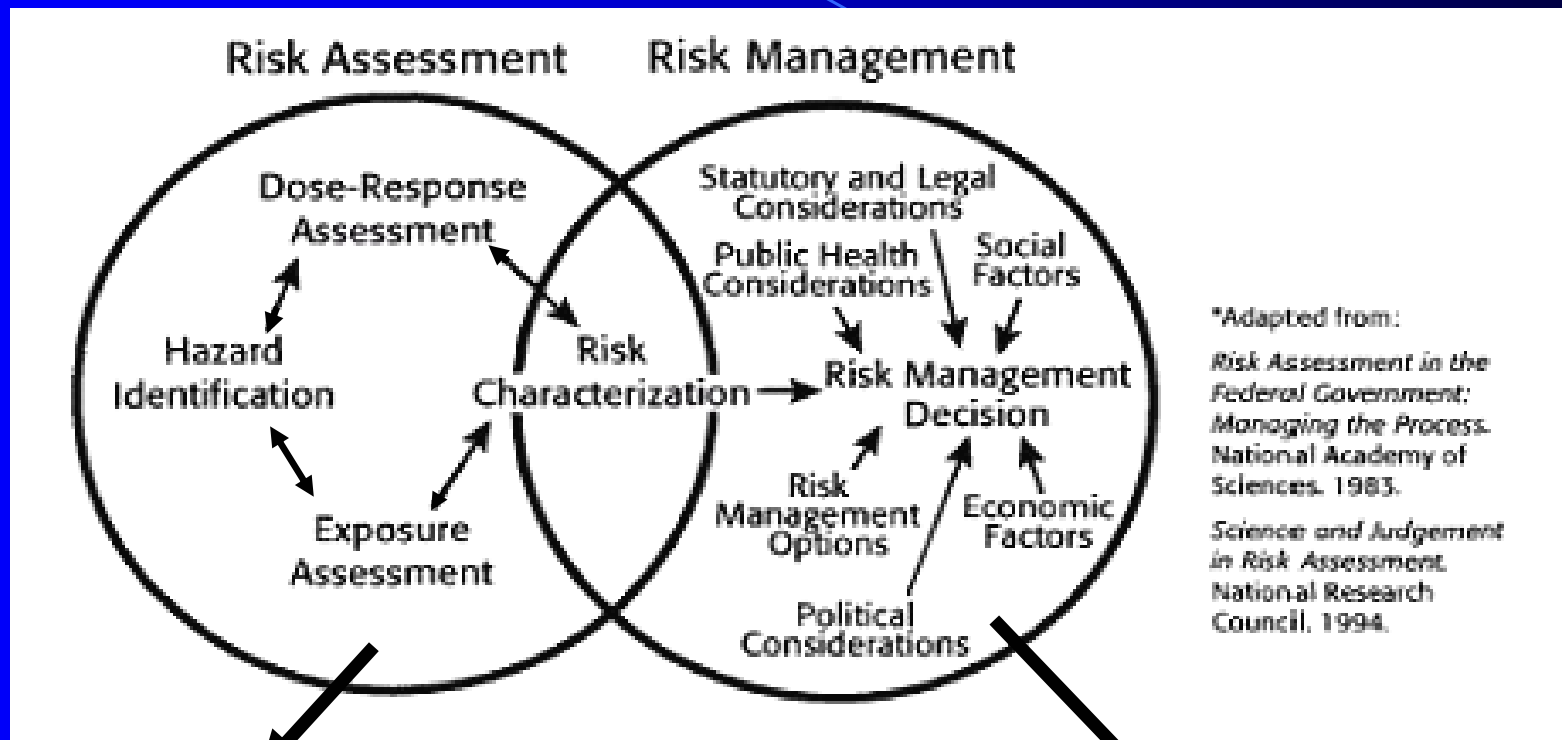 Risk Assessment
Risk Management
Dose-Response
Assessment
Hazard
Identification
Exposure
Assessment
Risk
Characterization
Statutory and Legal
Considerations
Public Health
Considerations
Social
Factors
Risk Management
Decision
Risk
Management
Options
Economic
Factors
Political
Considerations
*Adapted from:
Risk Assessment in the
Federal Government:
Managing the Process.
National Academy of
Sciences. 1983.
Science and Judgement
in Risk Assessment.
National Research
Council. 1994.